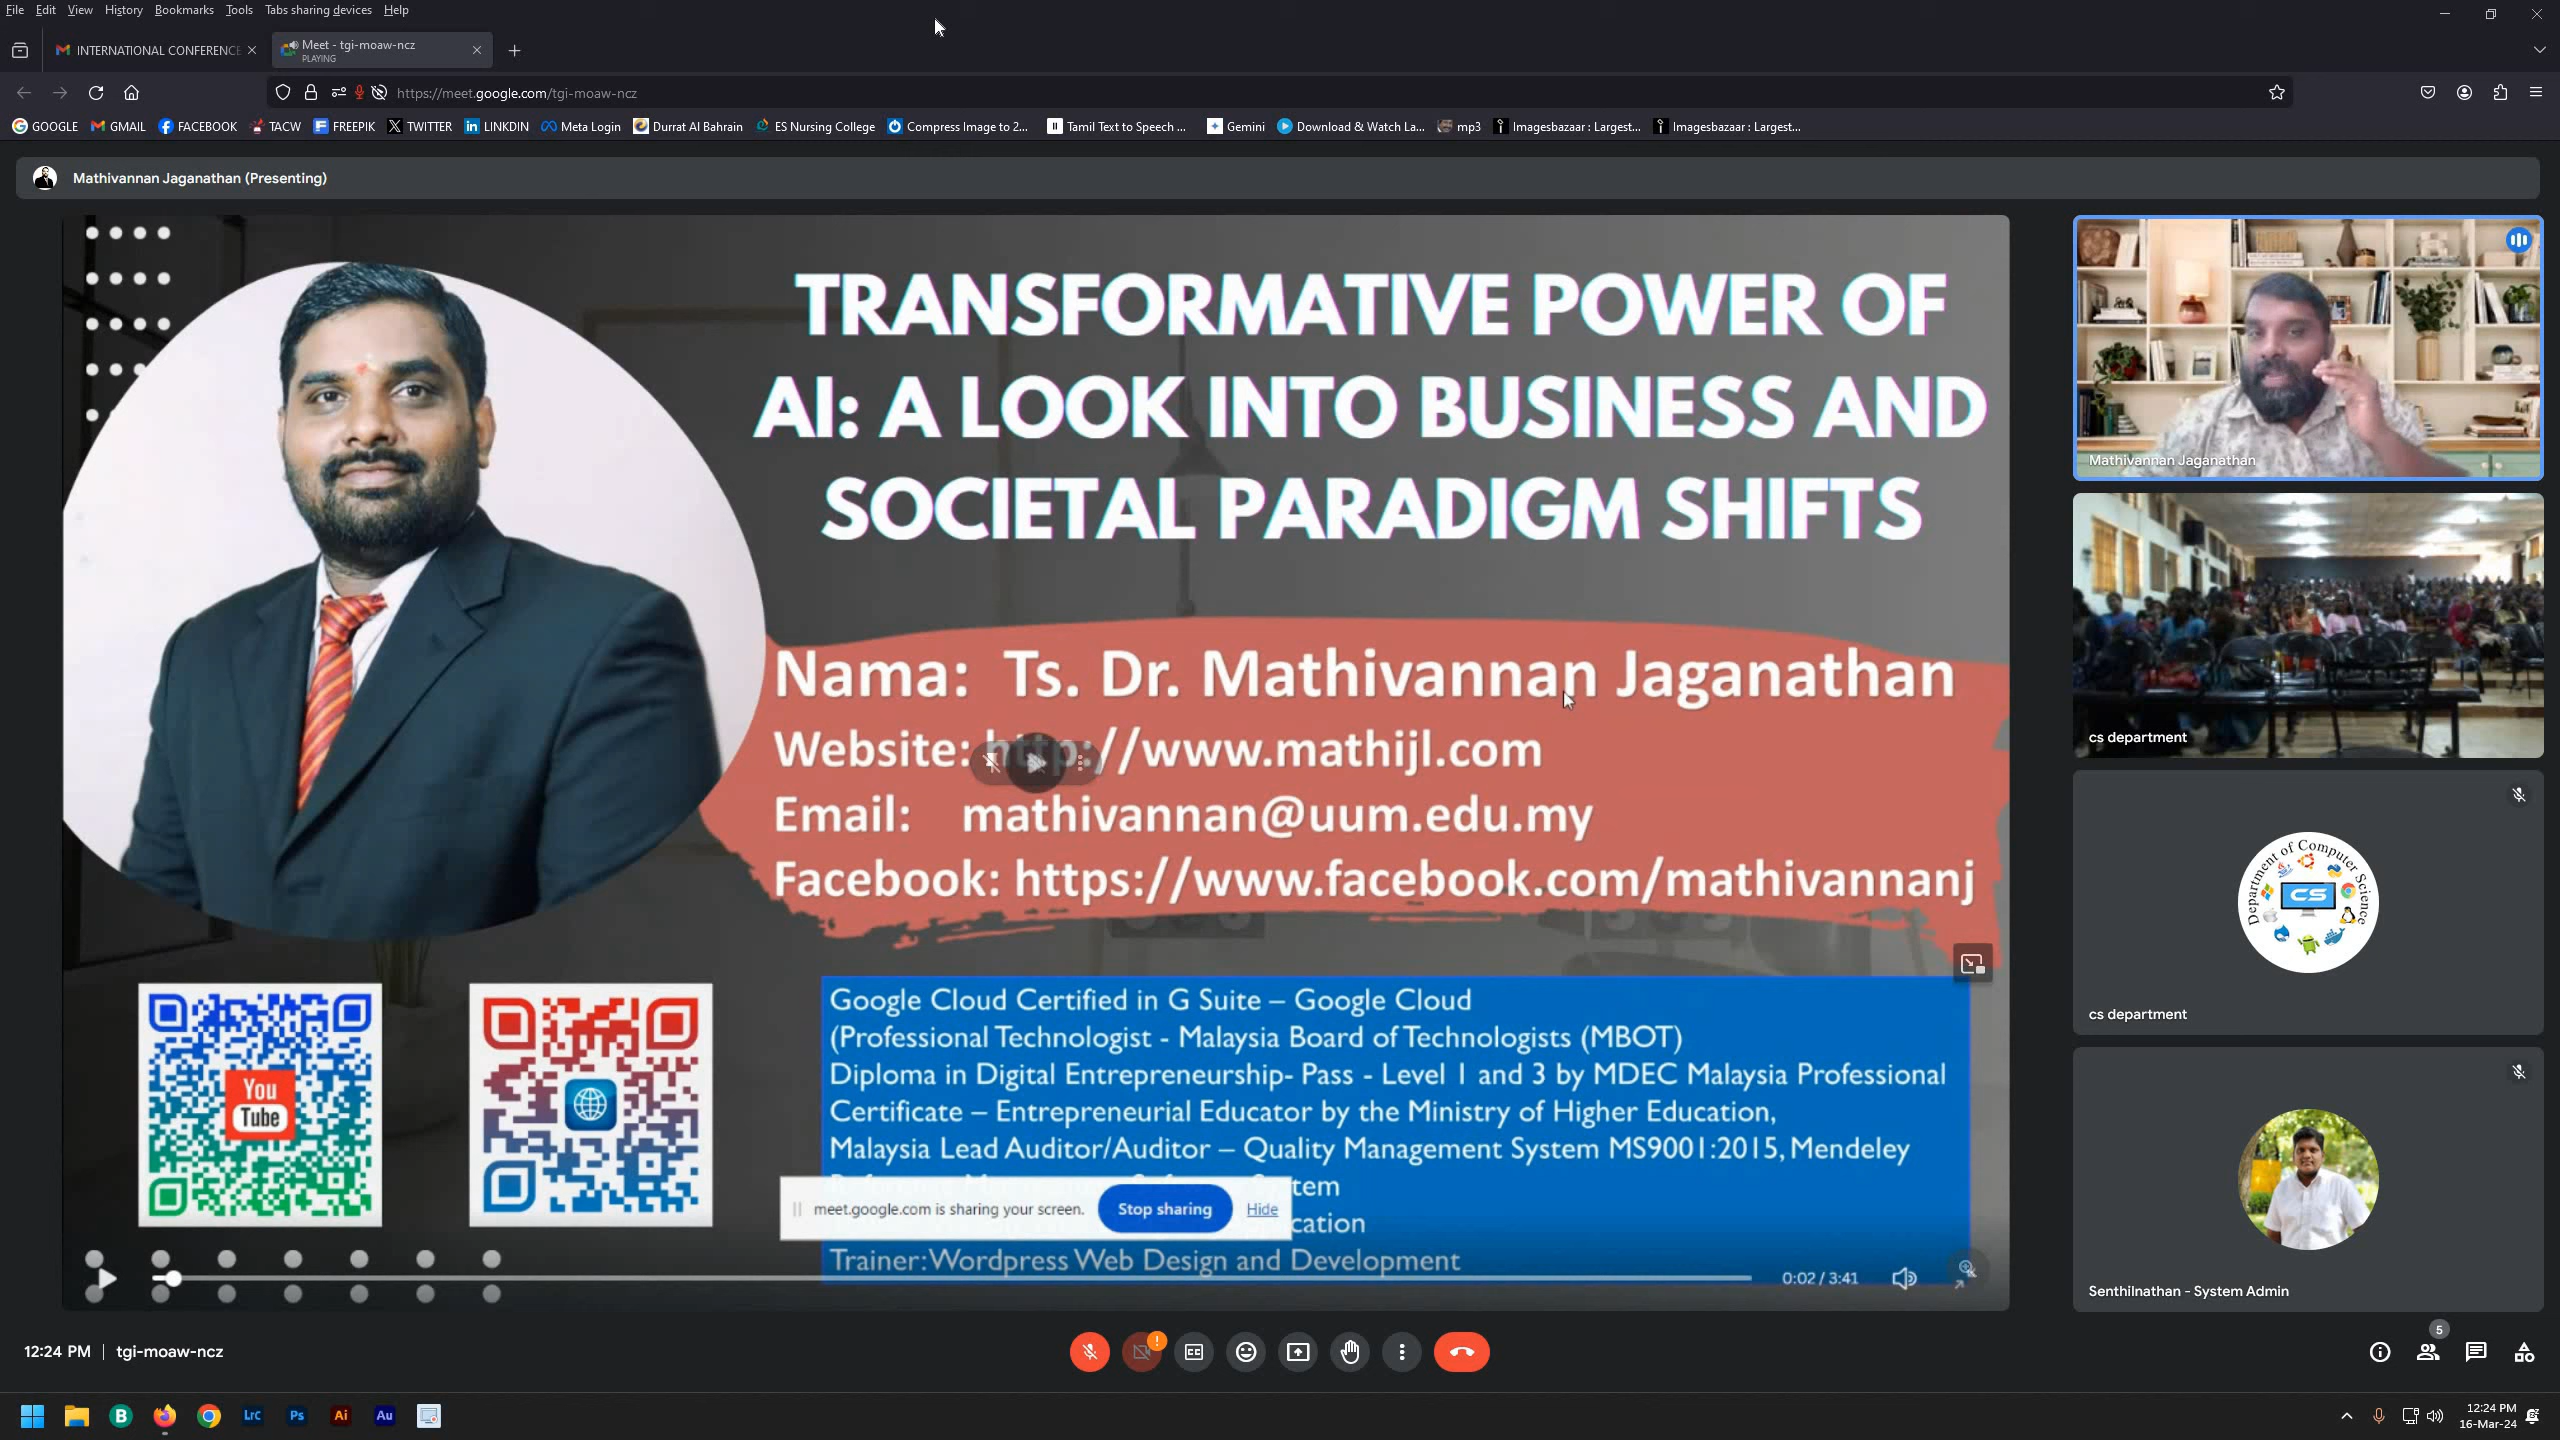 File Edit View History Bookmarks Tools Tabs sharing devices Help
INTERNATIONAL CONFERENCE
Meet - tgi-moaw-ncz
PLAYING
https://meet.google.com/tgi-moaw-ncz
GOOGLE GMAIL FACEBOOK TACW FREEPIK TWITTER LINKDIN Meta Login Durrat Al Bahrain ES Nursing College Compress Image to 2... Tamil Text to Speech ... Gemini Download & Watch La... mp3 Imagesbazaar : Largest... Imagesbazaar : Largest...
Mathivannan Jaganathan (Presenting)
TRANSFORMATIVE POWER OF
AI: A LOOK INTO BUSINESS AND
SOCIETAL PARADIGM SHIFTS
Nama: Ts. Dr. Mathivannan Jaganathan
Website: http://www.mathijl.com
Email: mathivannan@uum.edu.my
Facebook: https://www.facebook.com/mathivannanj
You
Tube
Google Cloud Certified in G Suite – Google Cloud
(Professional Technologist - Malaysia Board of Technologists (MBOT)
Diploma in Digital Entrepreneurship- Pass - Level 1 and 3 by MDEC Malaysia Professional
Certificate – Entrepreneurial Educator by the Ministry of Higher Education,
Malaysia Lead Auditor/Auditor – Quality Management System MS9001:2015, Mendeley
meet.google.com is sharing your screen. Stop sharing Hide
Trainer: Wordpress Web Design and Development
0:02 / 3:41
Mathivannan Jaganathan
cs department
Department of Computer Science
CS
cs department
Senthilnathan - System Admin
12:24 PM | tgi-moaw-ncz
5
LrC Ps Ai Au
12:24 PM
16-Mar-24